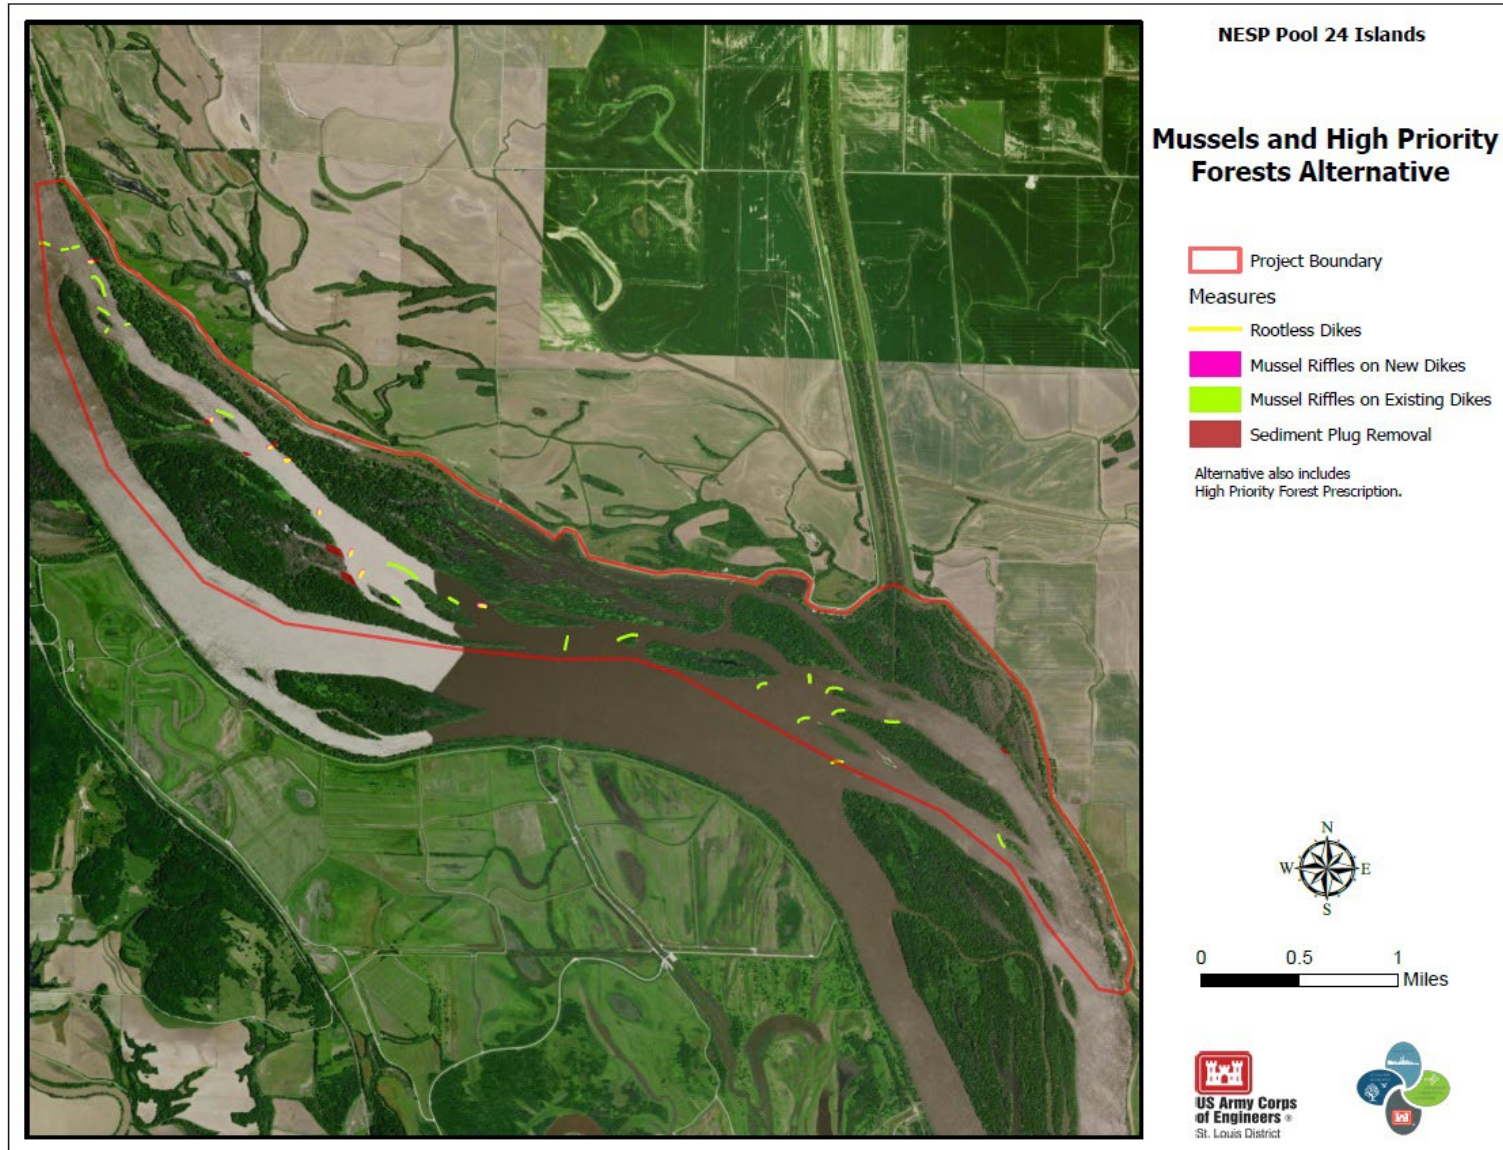 NESP Pool 24 Islands
Mussels and High Priority
Forests Alternative
Project Boundary
Measures
Rootless Dikes
Mussel Riffles on New Dikes
Mussel Riffles on Existing Dikes
Sediment Plug Removal
Alternative also includes
High Priority Forest Prescription.
N
W E
S
0 0.5 1
Miles
US Army Corps
of Engineers ®
St. Louis District